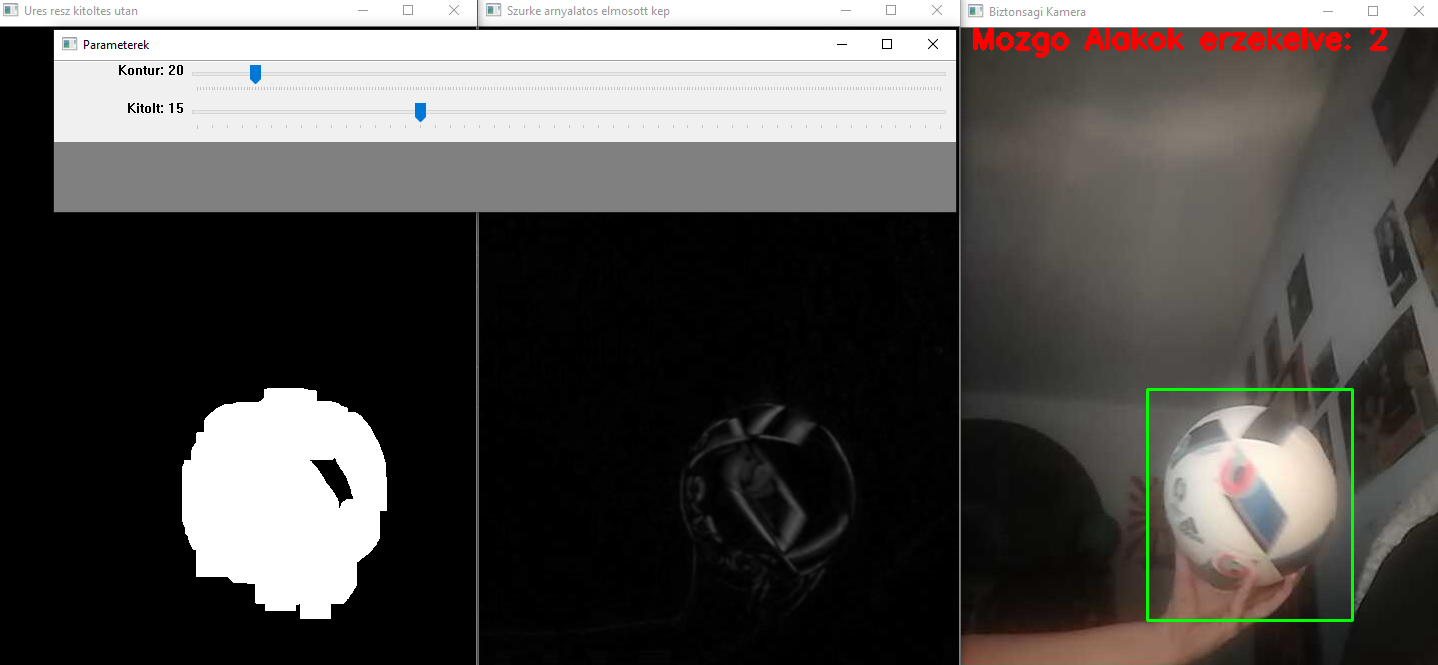 Ures resz kitoltes utan
Szurke arnyalatos elmosott kep
Biztonsagi Kamera
Parameterek
Mozgo Alakok erzekelve: 2
Kontur: 20
Kitolt: 15